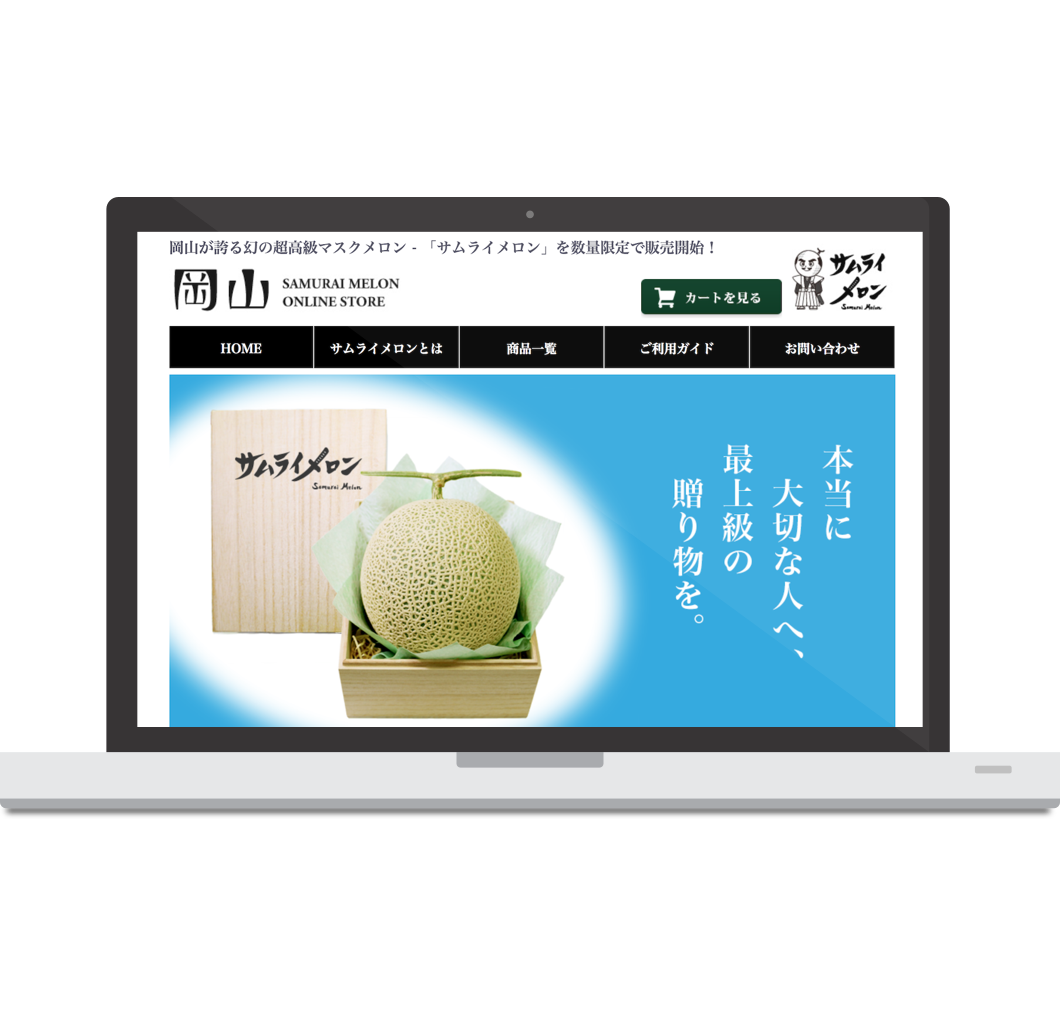 岡山が誇る幻の超高級マスクメロン - 「サムライメロン」を数量限定で販売開始！
岡山
SAMURAI MELON
ONLINE STORE
カートを見る
サムライ
メロン
Samurai Melon
HOME
サムライメロンとは
商品一覧
ご利用ガイド
お問い合わせ
サムライメロン
Samurai Melon
本当に
大切な人へ、
最上級の
贈り物を。